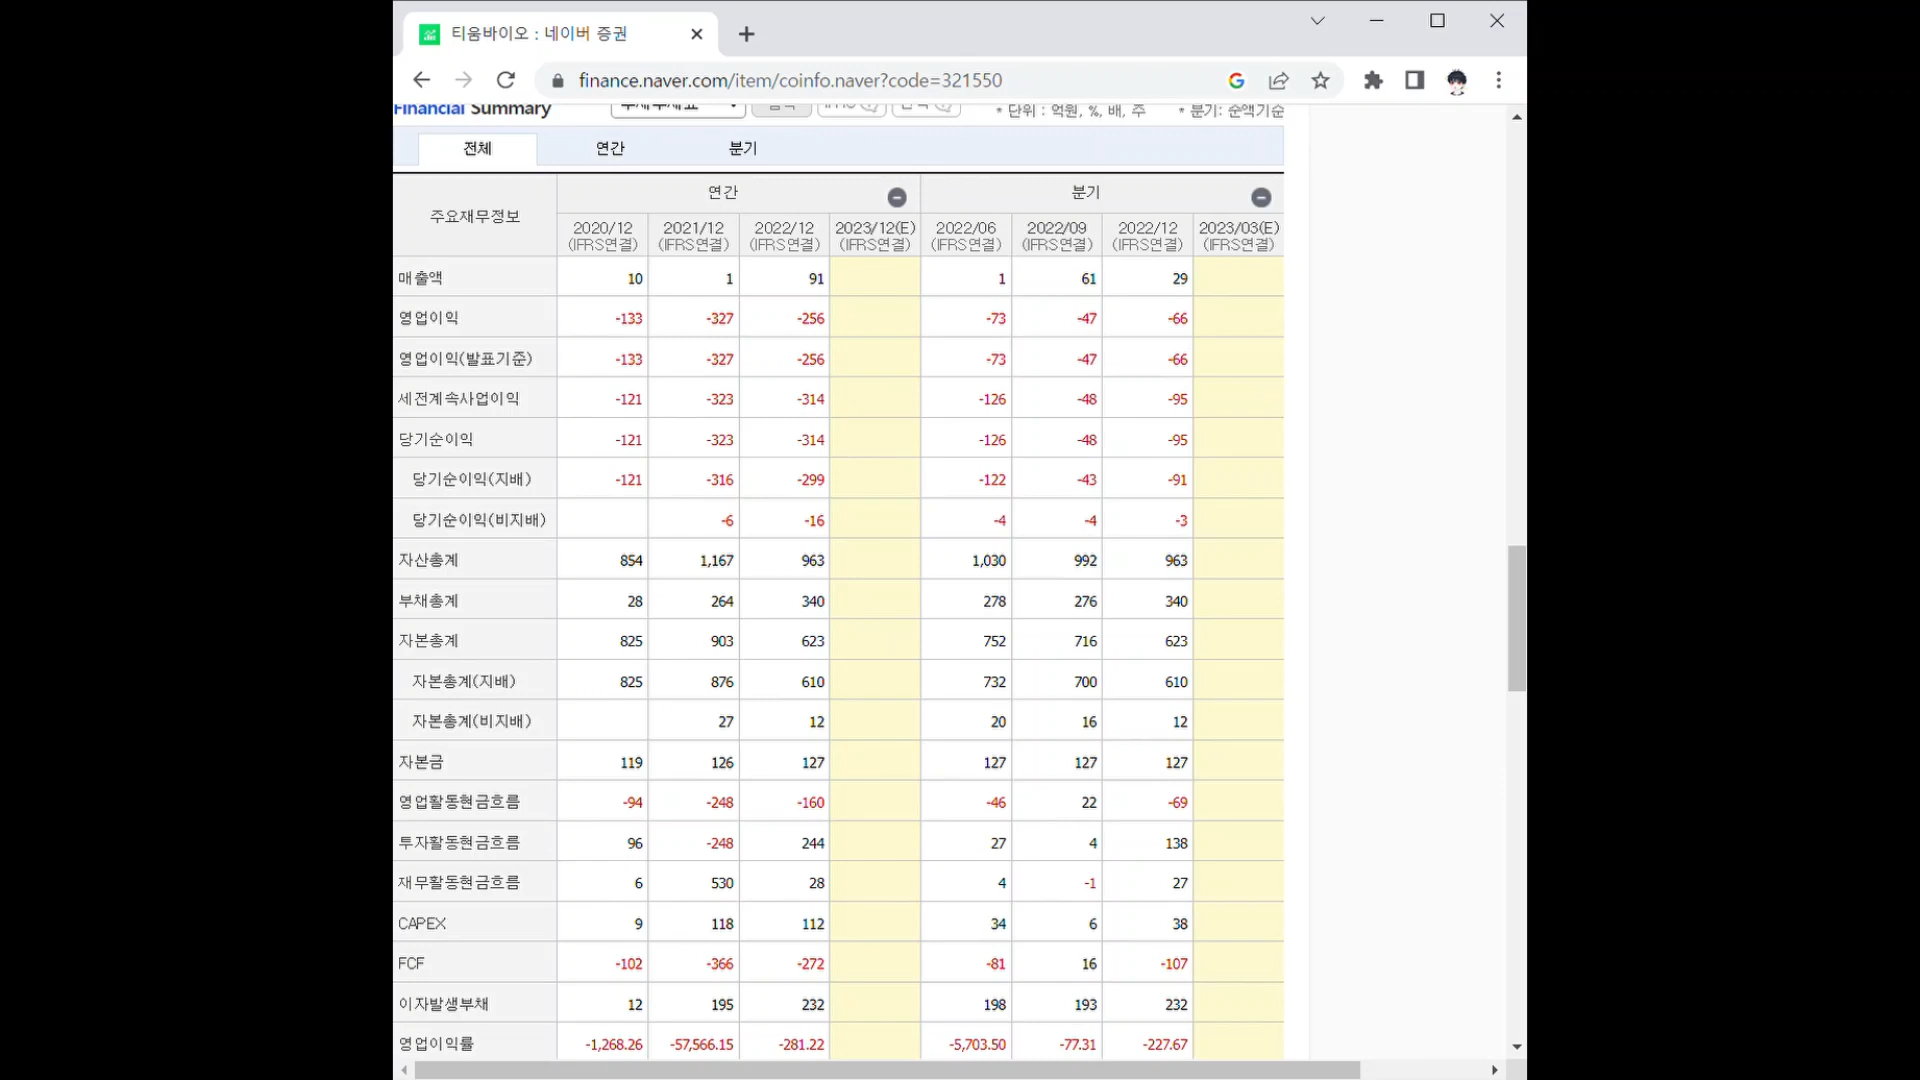 티움바이오 : 네이버 증권
finance.naver.com/item/coinfo.naver?code=321550
Financial Summary
* 단위 : 억원, %, 배, 주 * 분기: 순액기준
전체 연간 분기
주요재무정보 연간 분기
2020/12 (IFRS연결) 2021/12 (IFRS연결) 2022/12 (IFRS연결) 2023/12(E) (IFRS연결) 2022/06 (IFRS연결) 2022/09 (IFRS연결) 2022/12 (IFRS연결) 2023/03(E) (IFRS연결)
매출액 10 1 91 1 61 29
영업이익 -133 -327 -256 -73 -47 -66
영업이익(발표기준) -133 -327 -256 -73 -47 -66
세전계속사업이익 -121 -323 -314 -126 -48 -95
당기순이익 -121 -323 -314 -126 -48 -95
당기순이익(지배) -121 -316 -299 -122 -43 -91
당기순이익(비지배) -6 -16 -4 -4 -3
자산총계 854 1,167 963 1,030 992 963
부채총계 28 264 340 278 276 340
자본총계 825 903 623 752 716 623
자본총계(지배) 825 876 610 732 700 610
자본총계(비지배) 27 12 20 16 12
자본금 119 126 127 127 127 127
영업활동현금흐름 -94 -248 -160 -46 22 -69
투자활동현금흐름 96 -248 244 27 4 138
재무활동현금흐름 6 530 28 4 -1 27
CAPEX 9 118 112 34 6 38
FCF -102 -366 -272 -81 16 -107
이자발생부채 12 195 232 198 193 232
영업이익률 -1,268.26 -57,566.15 -281.22 -5,703.50 -77.31 -227.67